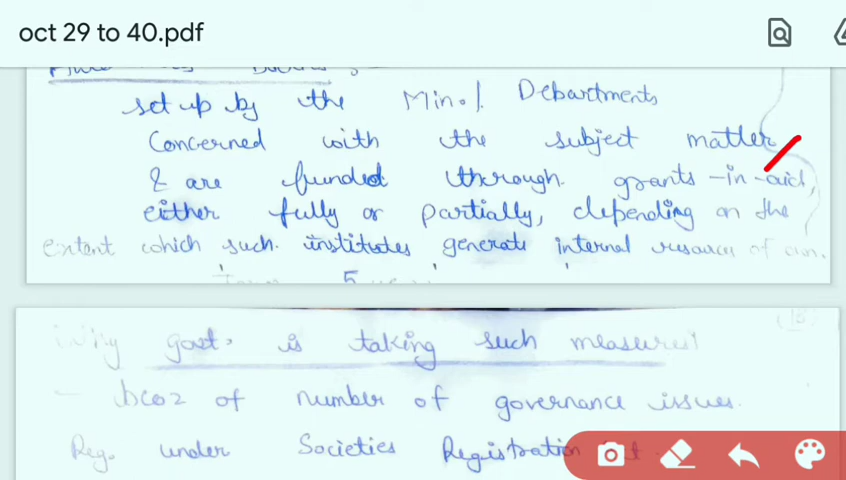 oct 29 to 40.pdf
set up by the Min./ Departments
Concerned with the subject matter
& are funded through grants-in-aid,
either fully or partially, depending on the
extent which such institutes generate internal resources of own.
Why govt. is taking such measures
- bcoz of number of governance issues.
Reg. under Societies Registration